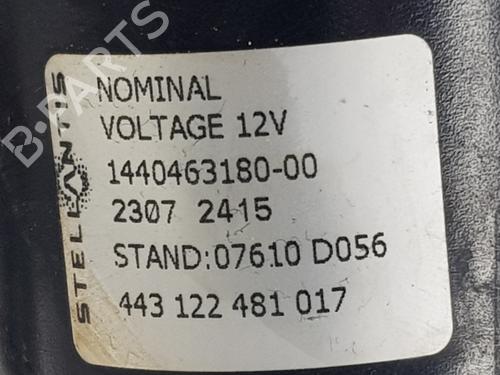 STELLANTIS
NOMINAL
VOLTAGE 12V
1440463180-00
2307 2415
STAND:07610 D056
443 122 481 017
B-PARTS